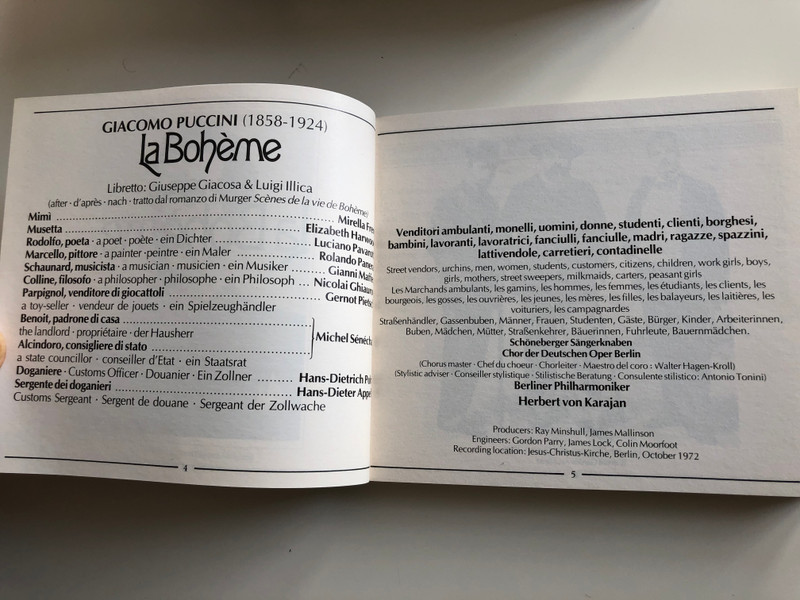 GIACOMO PUCCINI (1858-1924)
La Bohème
Libretto: Giuseppe Giacosa & Luigi Illica
(after · d'après · nach · tratto dal romanzo di Murger Scènes de la vie de Bohème)
Mimì ........ Mirella
Musetta ........ Elizabeth
Rodolfo, poeta · a poet · poète · ein Dichter ........ Luciano
Marcello, pittore · a painter · peintre · ein Maler ........ Rolando
Schaunard, musicista · a musician · musicien · ein Musiker ........ Gianni
Colline, filosofo · a philosopher · philosophe · ein Philosoph ... Nicolai
Parpignol, venditore di giocattoli ........ Gernot
a toy-seller · vendeur de jouets · ein Spielzeughändler
Benoit, padrone di casa ........
the landlord · propriétaire · der Hausherr
Michel
Alcindoro, consigliere di stato ........
a state councillor · conseiller d'Etat · ein Staatsrat
Doganiere · Customs Officer · Douanier · Ein Zollner ........ Hans-Dietrich
Sergente dei doganieri ........ Hans-Dieter
Customs Sergeant · Sergent de douane · Sergeant der Zollwache
4
Venditori ambulanti, monelli, uomini, donne, studenti, clienti, borghesi,
bambini, lavoranti, lavoratrici, fanciulli, fanciulle, madri, ragazze, spazzini,
lattivendole, carretieri, contadinelle
Street vendors, urchins, men, women, students, customers, citizens, children, work girls, boys,
girls, mothers, street sweepers, milkmaids, carters, peasant girls
Les Marchands ambulants, les gamins, les hommes, les femmes, les étudiants, les clients, les
bourgeois, les gosses, les ouvrières, les jeunes, les mères, les filles, les balayeurs, les laitières, les
voituriers, les campagnardes
Straßenhändler, Gassenbuben, Männer, Frauen, Studenten, Gäste, Bürger, Kinder, Arbeiterinnen,
Buben, Mädchen, Mütter, Straßenkehrer, Bäuerinnen, Fuhrleute, Bauernmädchen.
Schöneberger Sängerknaben
Chor der Deutschen Oper Berlin
(Chorus master · Chef du choeur · Chorleiter · Maestro del coro : Walter Hagen-Kroll)
(Stylistic adviser · Conseiller stylistique · Stilistische Beratung · Consulente stilistico: Antonio Tonini)
Berliner Philharmoniker
Herbert von Karajan
Producers: Ray Minshull, James Mallinson
Engineers: Gordon Parry, James Lock, Colin Moorfoot
Recording location: Jesus-Christus-Kirche, Berlin, October 1972
5